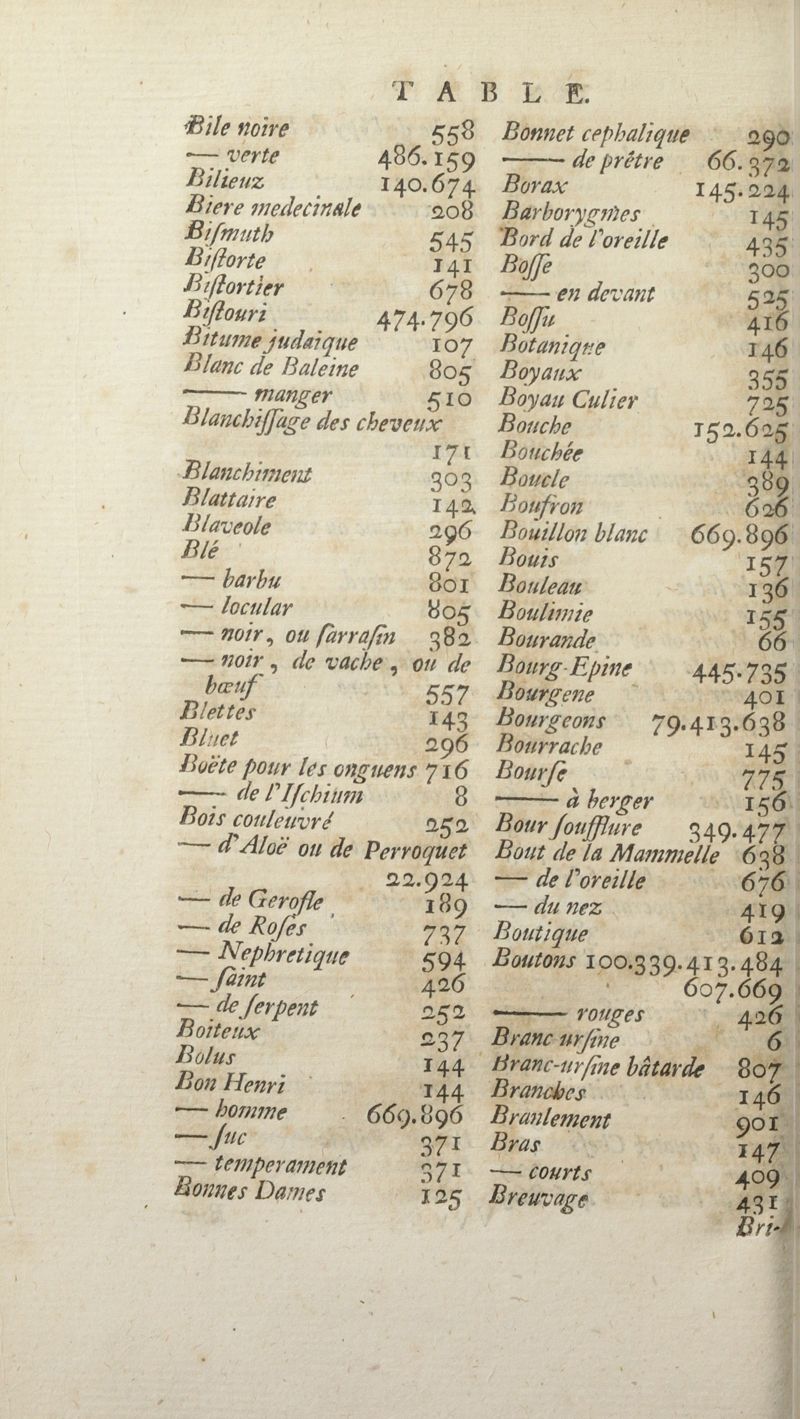 TABLE.
Bile noire 558
— verte 486.159
Bilieuz 140.674
Biere medecinale 208
Biſmuth 545
Biſtorte 141
Biſtortier 678
Biſtouri 474.796
Bitume judaique 107
Blanc de Baleine 805
—— manger 510
Blanchiſſage des cheveux
171
Blanchiment 303
Blattaire 142
Blaveole 296
Blé 872
— barbu 801
— locular 805
— noir, ou ſarraſin 382
— noir, de vache, ou de
bœuf 557
Blettes 143
Bluet 296
Boëte pour les onguens 716
—— de l'Iſchium 8
Bois couleuvré 252
— d'Aloë ou de Perroquet
22.924
— de Gerofle 189
— de Roſes 737
— Nephretique 594
— ſaint 426
— de ſerpent 252
Boiteux 237
Bolus 144
Bon Henri 144
— homme 669.896
— ſuc 371
— temperament 371
Bonnes Dames 125
Bonnet cephalique 290
—— de prêtre 66.372
Borax 145.224
Barborygmes 145
Bord de l'oreille 435
Boſſe 300
—— en devant 525
Boſſu 416
Botanique 146
Boyaux 355
Boyau Culier 725
Bouche 152.625
Bouchée 144
Boucle 389
Boufron 626
Bouillon blanc 669.896
Bouis 157
Bouleau 136
Boulimie 155
Bourande 66
Bourg-Epine 445.735
Bourgene 401
Bourgeons 79.413.638
Bourrache 145
Bourſe 775
—— à berger 156
Bour ſoufflure 349.477
Bout de la Mammelle 638
— de l'oreille 676
— du nez 419
Boutique 612
Boutons 100.339.413.484
607.669
—— rouges 426
Branc urſine 6
Branc-urſine bâtarde 807
Branches 146
Branlement 901
Bras 147
— courts 409
Breuvage 431
Bri-